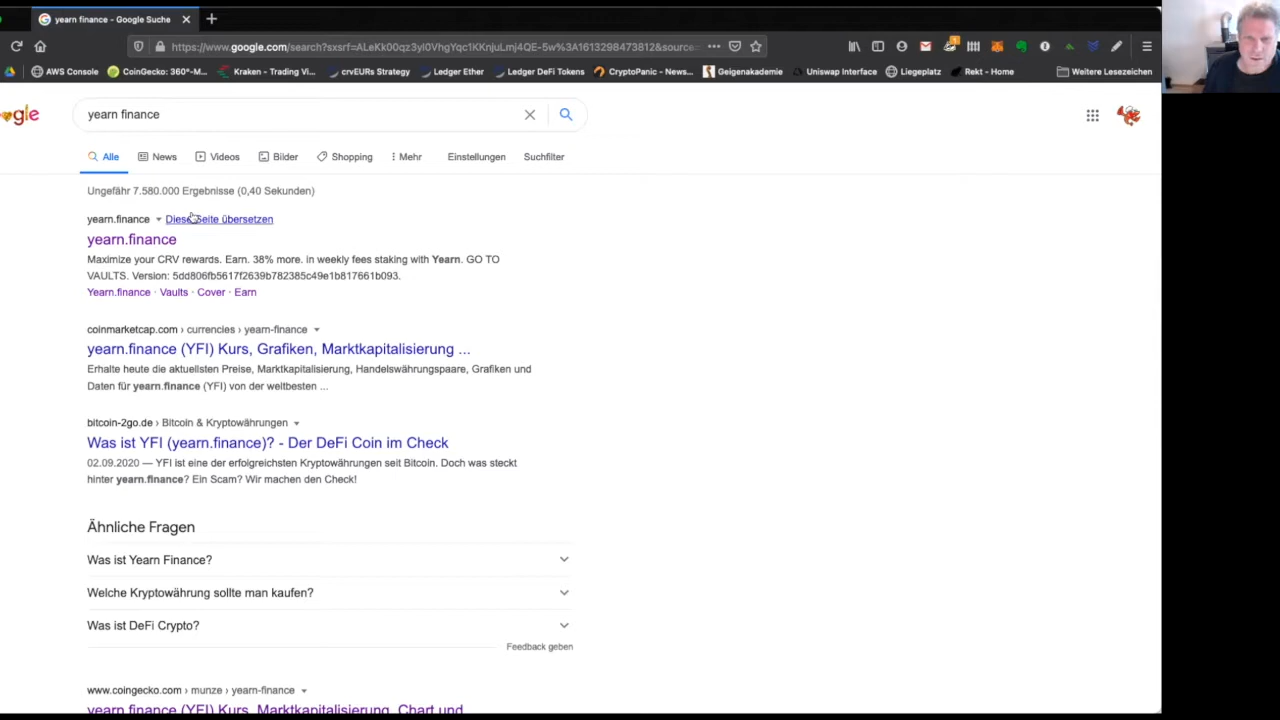 yearn finance - Google Suche
https://www.google.com/search?sxsrf=ALeKk00qz3yl0VhgYqc1KKnjuLmj4QE-5w%3A1613298473812&source=
AWS Console
CoinGecko: 360°-M...
Kraken - Trading Vi...
crvEURs Strategy
Ledger Ether
Ledger DeFi Tokens
CryptoPanic - News...
Geigenakademie
Uniswap Interface
Liegeplatz
Rekt - Home
Weitere Lesezeichen
yearn finance
Alle
News
Videos
Bilder
Shopping
Mehr
Einstellungen
Suchfilter
Ungefähr 7.580.000 Ergebnisse (0,40 Sekunden)
yearn.finance Diese Seite übersetzen
yearn.finance
Maximize your CRV rewards. Earn. 38% more. in weekly fees staking with Yearn. GO TO
VAULTS. Version: 5dd806fb5617f2639b782385c49e1b817661b093.
Yearn.finance · Vaults · Cover · Earn
coinmarketcap.com › currencies › yearn-finance
yearn.finance (YFI) Kurs, Grafiken, Marktkapitalisierung ...
Erhalte heute die aktuellsten Preise, Marktkapitalisierung, Handelswährungspaare, Grafiken und
Daten für yearn.finance (YFI) von der weltbesten ...
bitcoin-2go.de › Bitcoin & Kryptowährungen
Was ist YFI (yearn.finance)? - Der DeFi Coin im Check
02.09.2020 — YFI ist eine der erfolgreichsten Kryptowährungen seit Bitcoin. Doch was steckt
hinter yearn.finance? Ein Scam? Wir machen den Check!
Ähnliche Fragen
Was ist Yearn Finance?
Welche Kryptowährung sollte man kaufen?
Was ist DeFi Crypto?
Feedback geben
www.coingecko.com › munze › yearn-finance
yearn.finance (YFI) Kurs, Marktkapitalisierung, Chart und